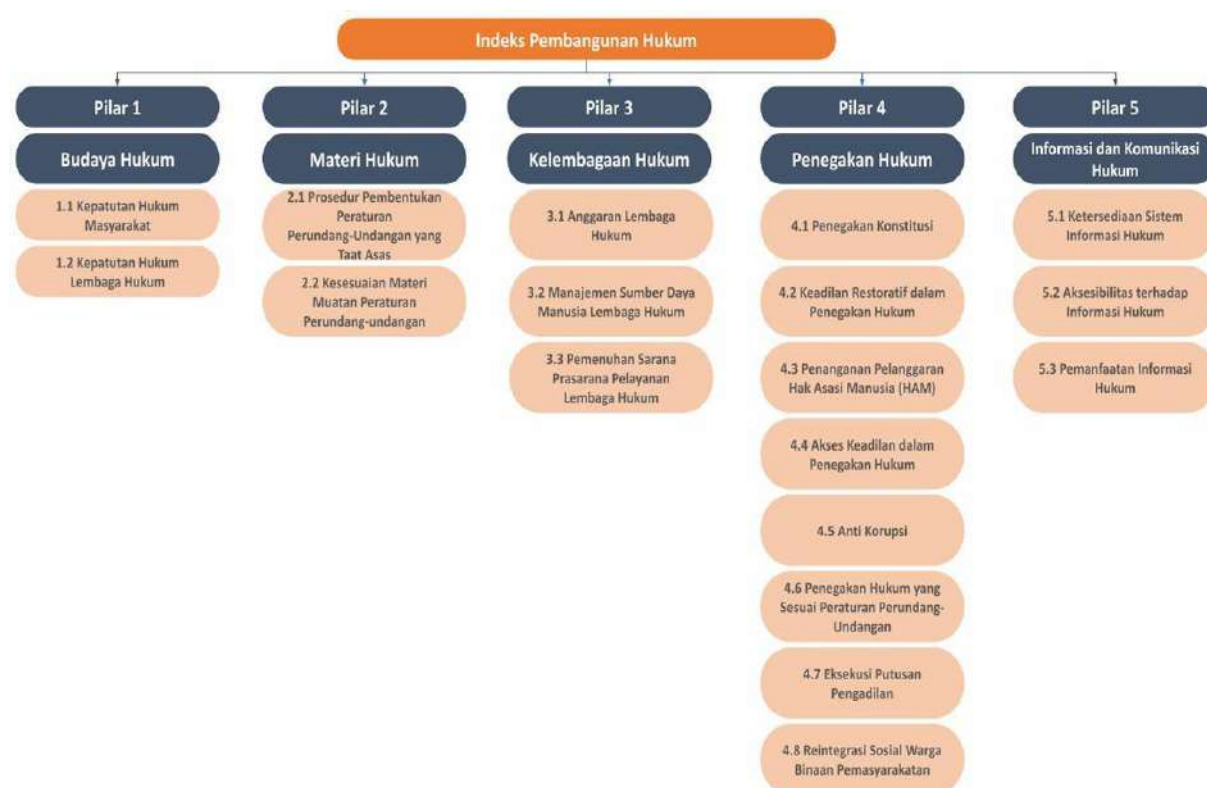 Indeks Pembangunan Hukum
Pilar 1
Budaya Hukum
1.1 Kepatutan Hukum
Masyarakat
1.2 Kepatutan Hukum
Lembaga Hukum
Pilar 2
Materi Hukum
2.1 Prosedur Pembentukan
Peraturan
Perundang-Undangan yang
Taat Asas
2.2 Kesesuaian Materi
Muatan Peraturan
Perundang-undangan
Pilar 3
Kelembagaan Hukum
3.1 Anggaran Lembaga
Hukum
3.2 Manajemen Sumber Daya
Manusia Lembaga Hukum
3.3 Pemenuhan Sarana
Prasarana Pelayanan
Lembaga Hukum
Pilar 4
Penegakan Hukum
4.1 Penegakan Konstitusi
4.2 Keadilan Restoratif dalam
Penegakan Hukum
4.3 Penanganan Pelanggaran
Hak Asasi Manusia (HAM)
4.4 Akses Keadilan dalam
Penegakan Hukum
4.5 Anti Korupsi
4.6 Penegakan Hukum yang
Sesuai Peraturan Perundang-
Undangan
4.7 Eksekusi Putusan
Pengadilan
4.8 Reintegrasi Sosial Warga
Binaan Pemasyarakatan
Pilar 5
Informasi dan Komunikasi
Hukum
5.1 Ketersediaan Sistem
Informasi Hukum
5.2 Aksesibilitas terhadap
Informasi Hukum
5.3 Pemanfaatan Informasi
Hukum